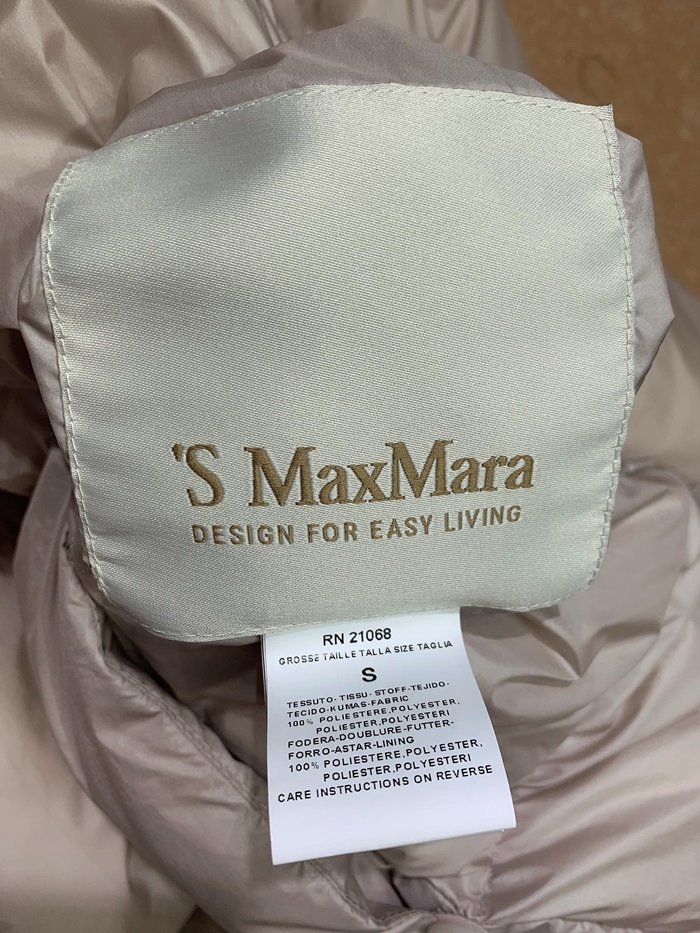 'S MaxMara
DESIGN FOR EASY LIVING
RN 21068
GROSSE TAILLE TALLA SIZE TAGLIA
S
TESSUTO-TISSU-STOFF-TEJIDO-
TECIDO-KUMAS-FABRIC
100% POLIESTERE,POLYESTER,
POLIESTER,POLYESTERI
FODERA-DOUBLURE-FUTTER-
FORRO-ASTAR-LINING
100% POLIESTERE,POLYESTER,
POLIESTER,POLYESTERI
CARE INSTRUCTIONS ON REVERSE